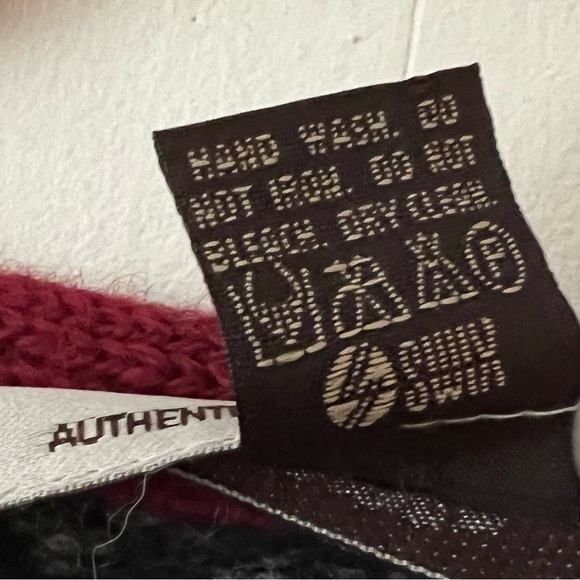 HAND WASH. DO
NOT IRON. DO NOT
BLEACH. DRY CLEAN.
P
AUTHENT